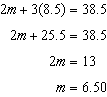 2m + 3(8.5) = 38.5
2m + 25.5 = 38.5
2m = 13
m = 6.50